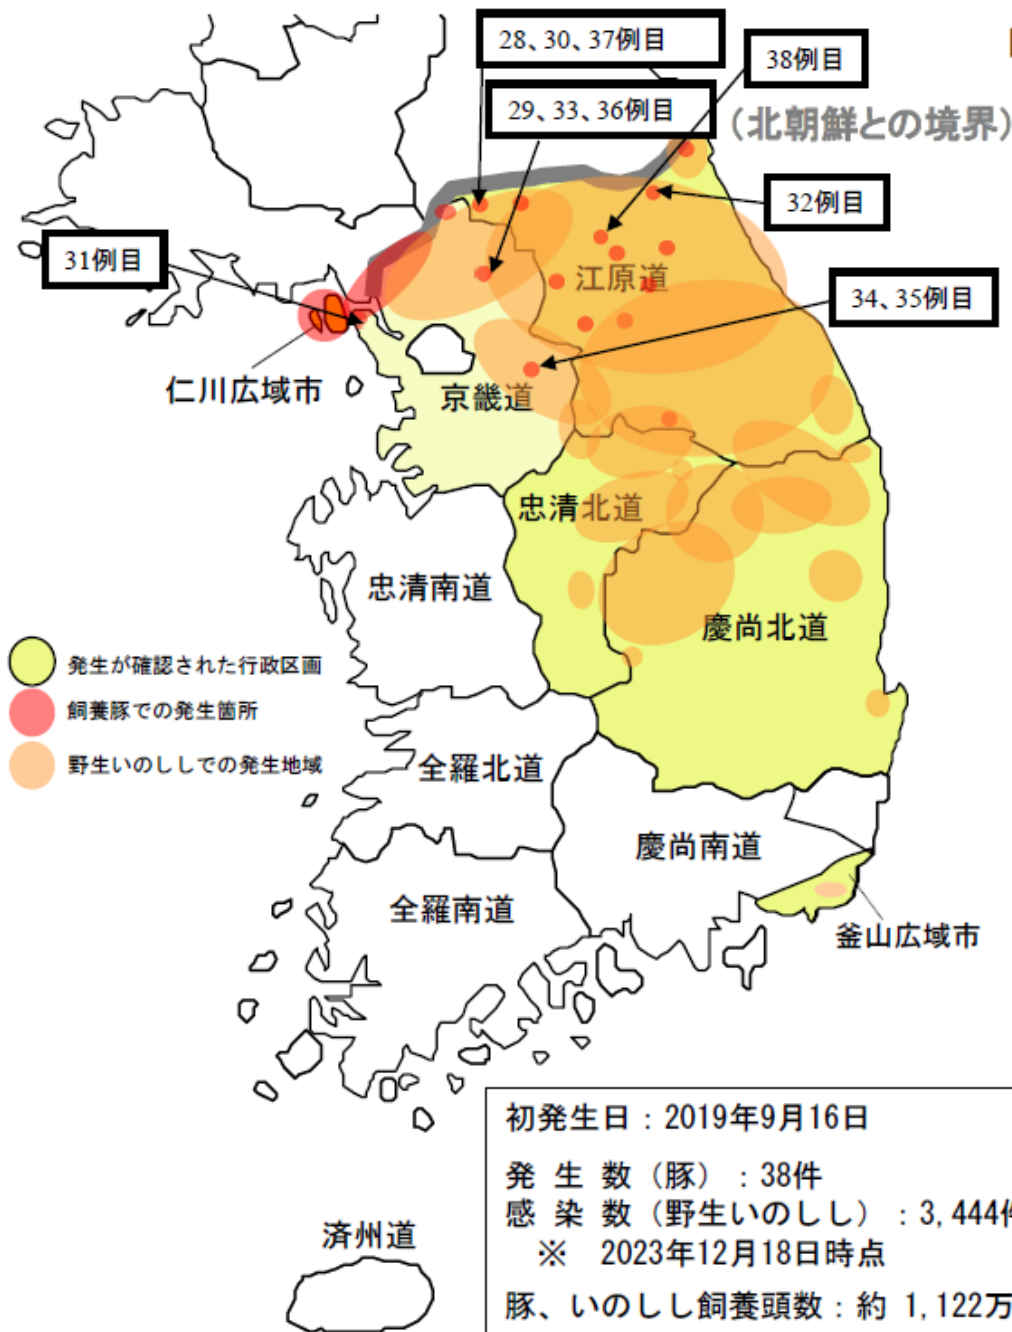 28、30、37例目
38例目
29、33、36例目
(北朝鮮との境界)
32例目
31例目
江原道
34、35例目
仁川広域市
京畿道
忠清北道
忠清南道
慶尚北道
発生が確認された行政区画
飼養豚での発生箇所
野生いのししでの発生地域
全羅北道
慶尚南道
全羅南道
釜山広域市
初発生日：2019年9月16日
発 生 数（豚）：38件
感 染 数（野生いのしし）：3,444件
※ 2023年12月18日時点
豚、いのしし飼養頭数：約 1,122万
済州道